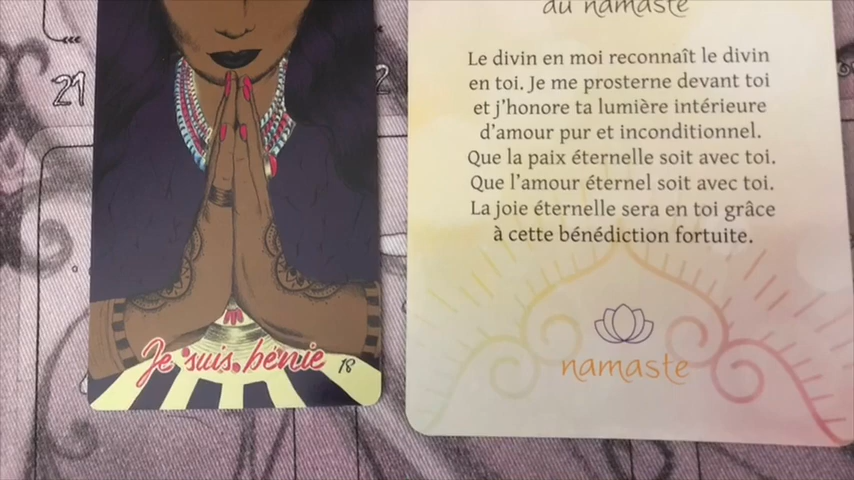 21
2
Je suis bénie 18
du namaste
Le divin en moi reconnaît le divin
en toi. Je me prosterne devant toi
et j'honore ta lumière intérieure
d'amour pur et inconditionnel.
Que la paix éternelle soit avec toi.
Que l'amour éternel soit avec toi.
La joie éternelle sera en toi grâce
à cette bénédiction fortuite.
namaste